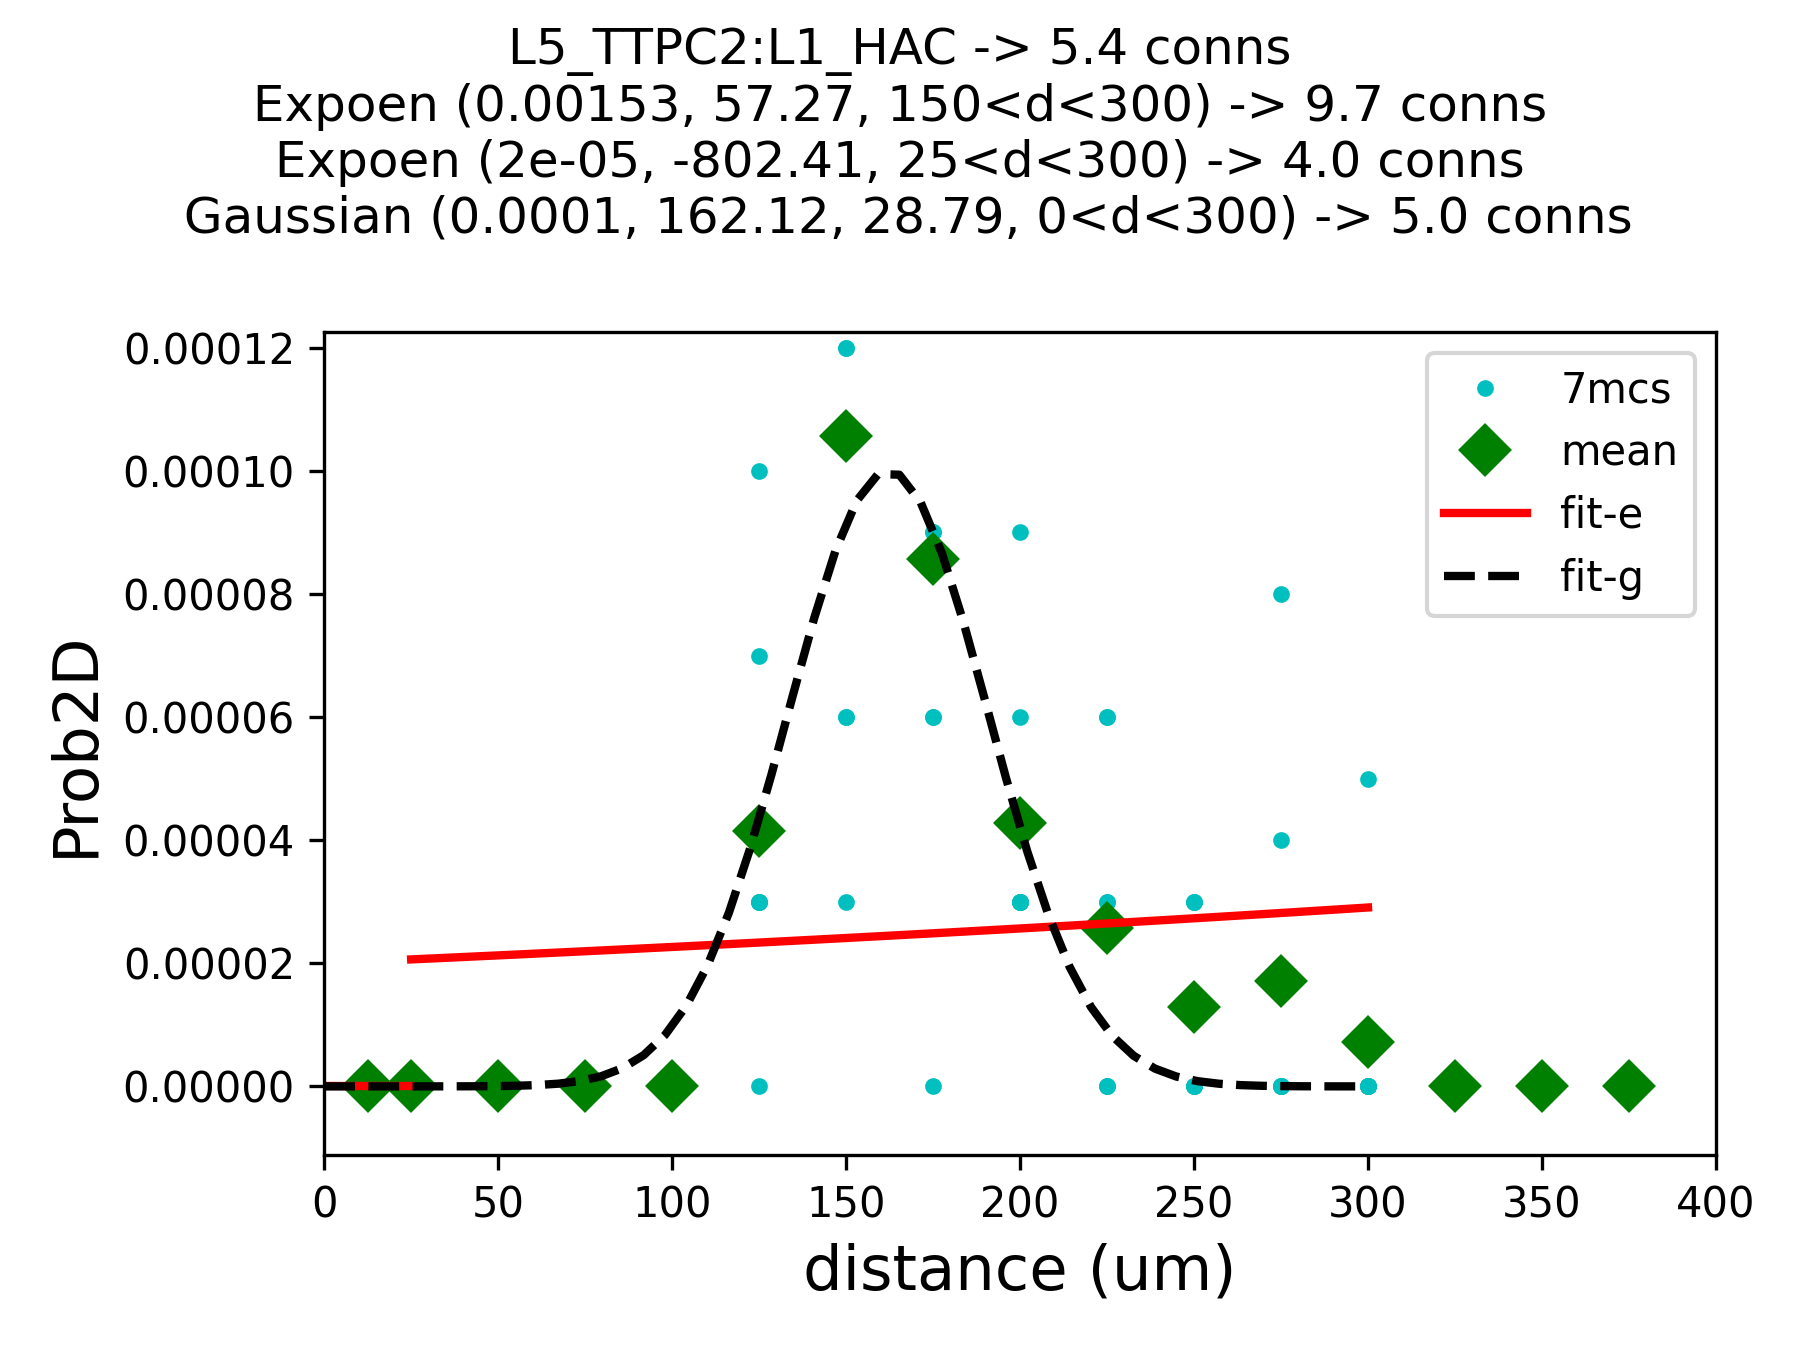 L5_TTPC2:L1_HAC -> 5.4 conns
Expoen (0.00153, 57.27, 150<d<300) -> 9.7 conns
Expoen (2e-05, -802.41, 25<d<300) -> 4.0 conns
Gaussian (0.0001, 162.12, 28.79, 0<d<300) -> 5.0 conns
0.00012
0.00010
0.00008
0.00006
0.00004
0.00002
0.00000
Prob2D
7mcs
mean
fit-e
fit-g
0 50 100 150 200 250 300 350 400
distance (um)